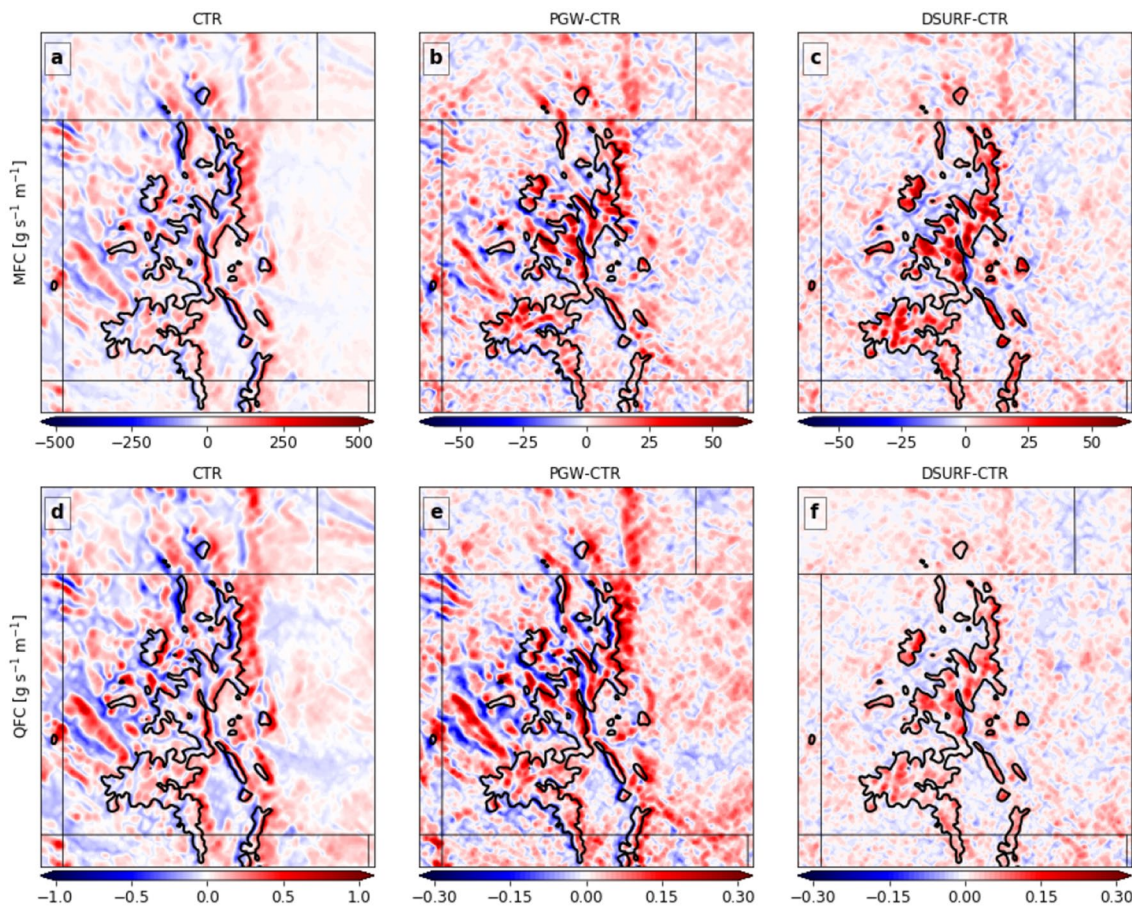 CTR
PGW-CTR
DSURF-CTR
a
b
c
MFC [g s⁻¹ m⁻¹]
−500 −250 0 250 500
−50 −25 0 25 50
−50 −25 0 25 50
CTR
PGW-CTR
DSURF-CTR
d
e
f
QFC [g s⁻¹ m⁻¹]
−1.0 −0.5 0.0 0.5 1.0
−0.30 −0.15 0.00 0.15 0.30
−0.30 −0.15 0.00 0.15 0.30